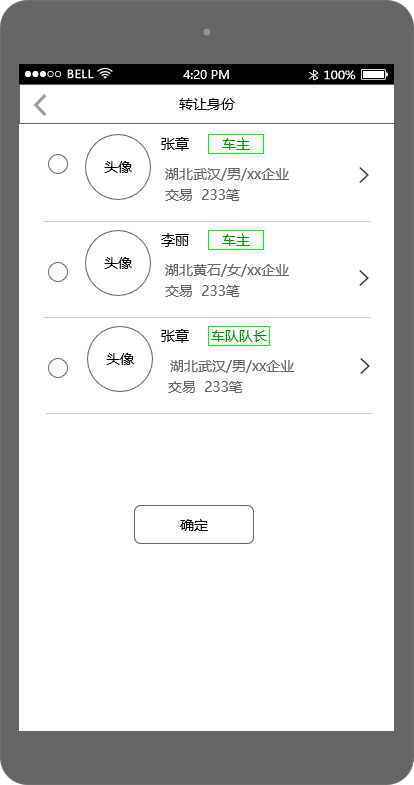 BELL 4:20 PM 100%
转让身份
头像
张章 车主
湖北武汉/男/xx企业
交易 233笔
头像
李丽 车主
湖北黄石/女/xx企业
交易 233笔
头像
张章 车队队长
湖北武汉/男/xx企业
交易 233笔
确定